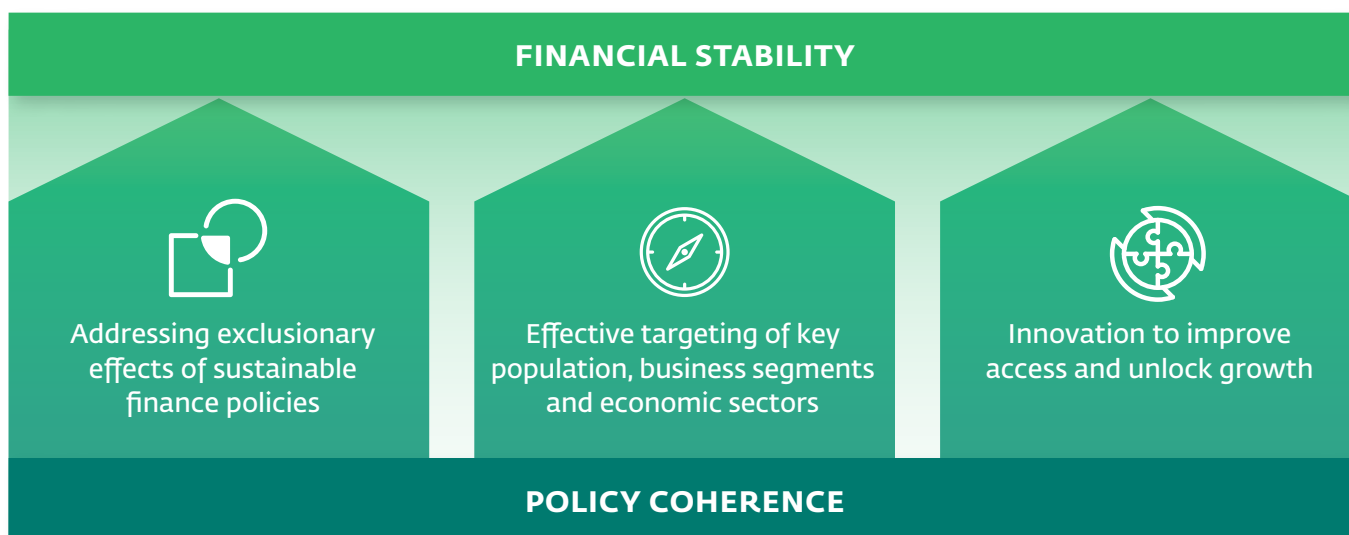 FINANCIAL STABILITY
Addressing exclusionary
effects of sustainable
finance policies
Effective targeting of key
population, business segments
and economic sectors
Innovation to improve
access and unlock growth
POLICY COHERENCE